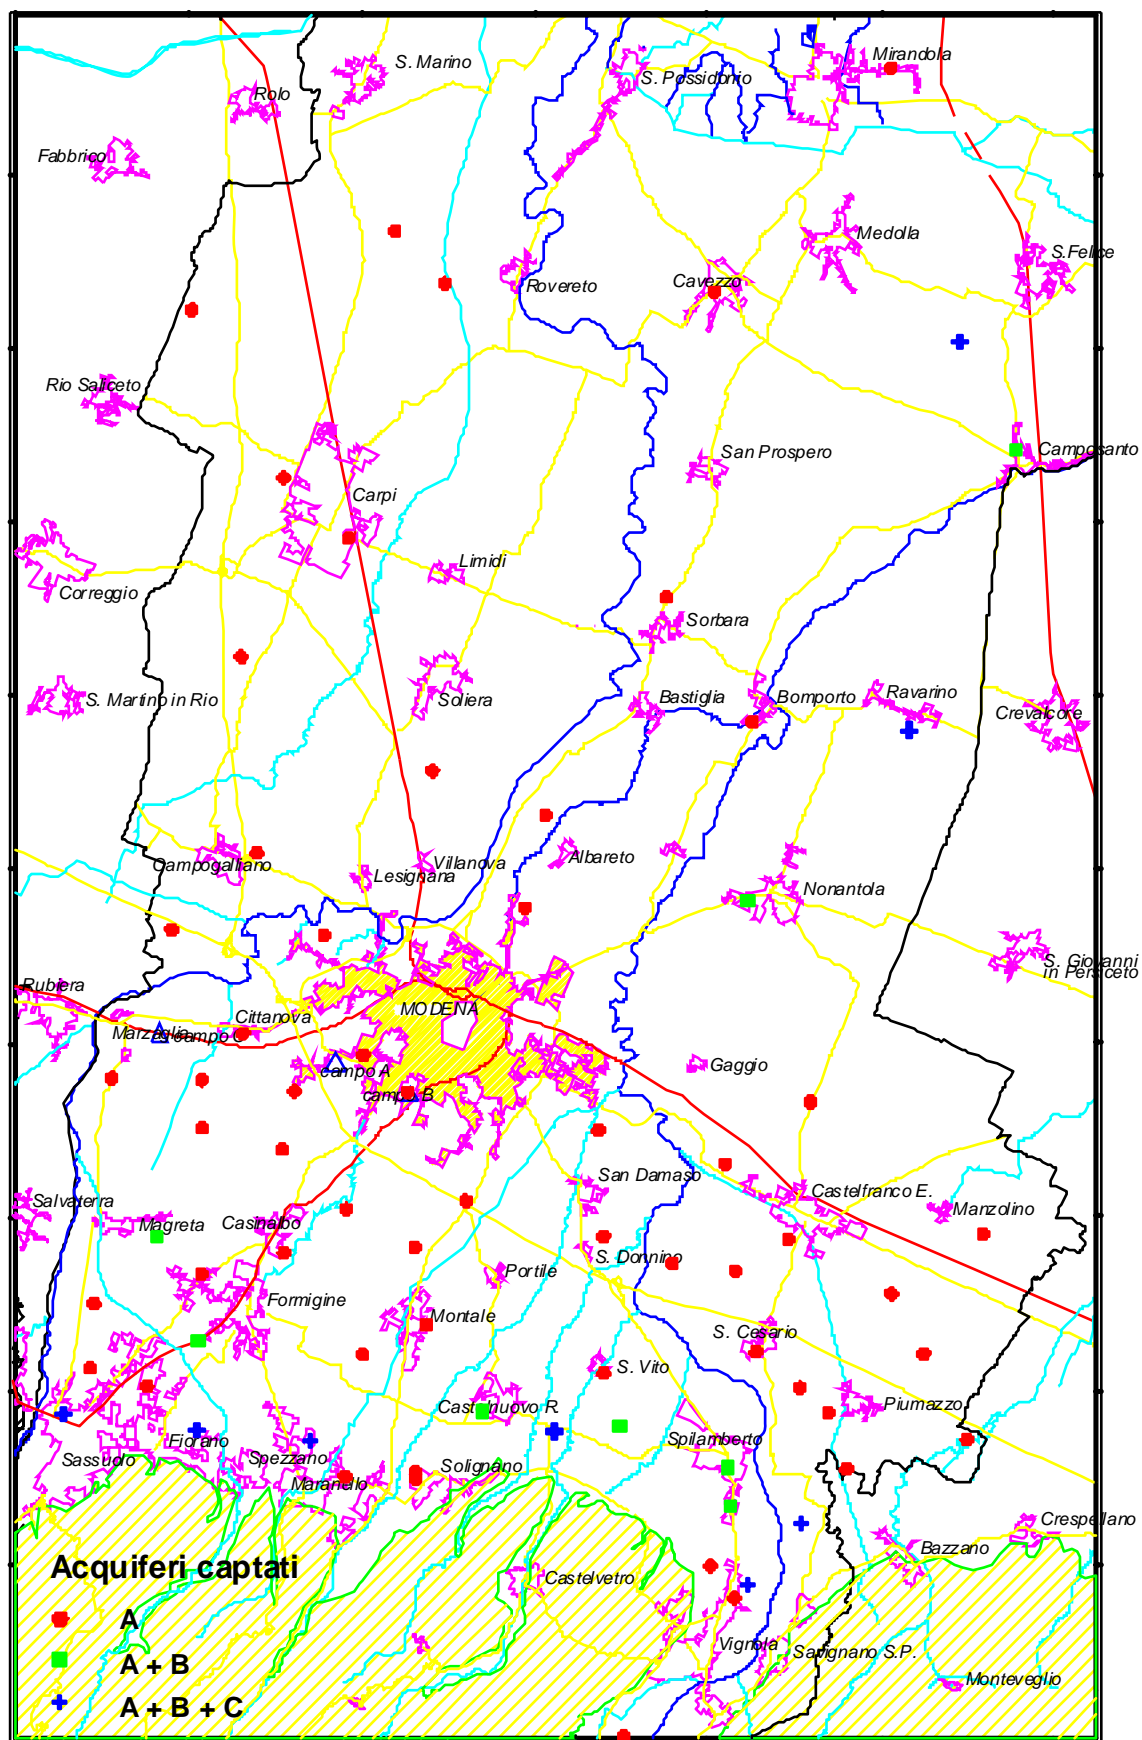 Mirandola
S. Marino
S. Possidonio
Rolo
Fabbrico
Medolla
S.Felice
Rovereto
Cavezzo
Rio Saliceto
San Prospero
Camposanto
Carpi
Limidi
Correggio
Sorbara
S. Martino in Rio
Soliera
Bastiglia
Bomporto
Ravarino
Crevalcore
Campogalliano
Villanova
Lesignana
Albareto
Nonantola
S. Giovanni
in Persiceto
Rubiera
MODENA
Cittanova
Marzaglia
campo C
campo A
Gaggio
campo B
San Damaso
Castelfranco E.
Salvaterra
Magreta
Casinalbo
Manzolino
S. Donnino
Portile
Formigine
Montale
S. Cesario
S. Vito
Castelnuovo R.
Piumazzo
Fiorano
Spilamberto
Sassuolo
Spezzano
Solignano
Maranello
Crespellano
Bazzano
Castelvetro
Vignola
Savignano S.P.
Monteveglio
Acquiferi captati
A
A + B
A + B + C